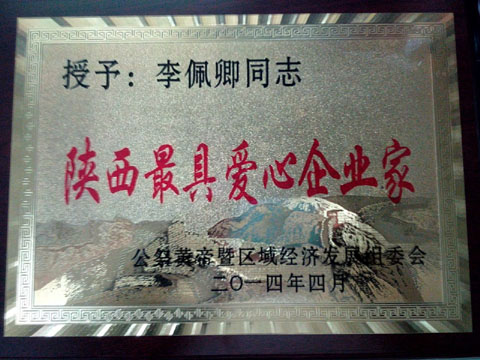 授予：李佩卿同志
陕西最具爱心企业家
公祭黄帝暨区域经济发展组委会
二〇一四年四月